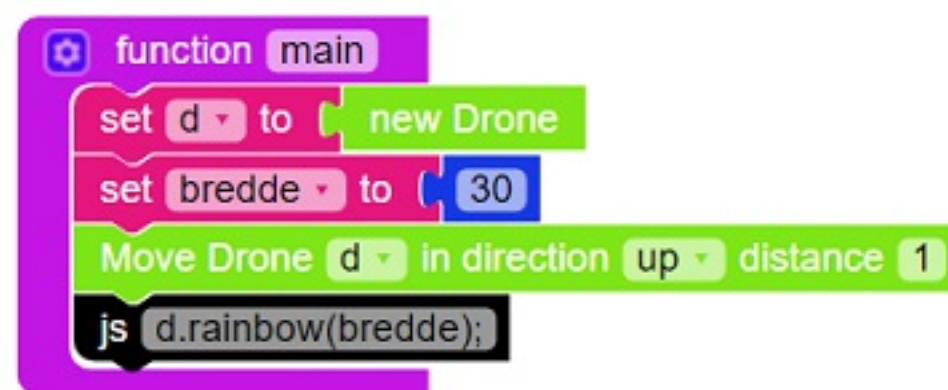 function main
set d to new Drone
set bredde to 30
Move Drone d in direction up distance 1
js d.rainbow(bredde);